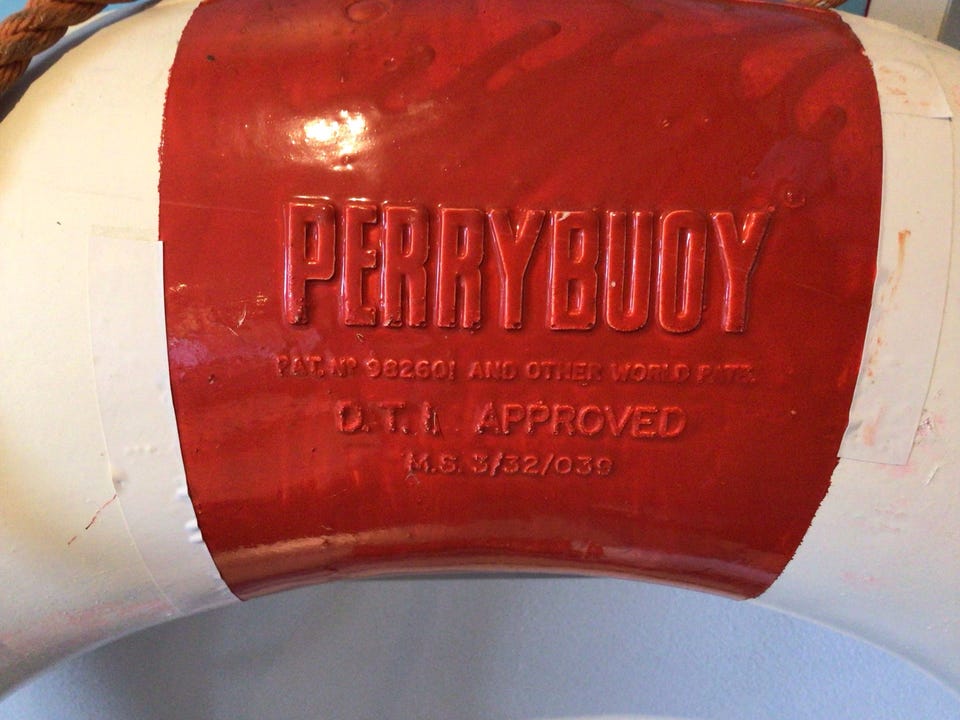 PERRYBUOY
PAT. Nº 982601 AND OTHER WORLD PATS.
D.T.I. APPROVED
M.S. 3/32/039